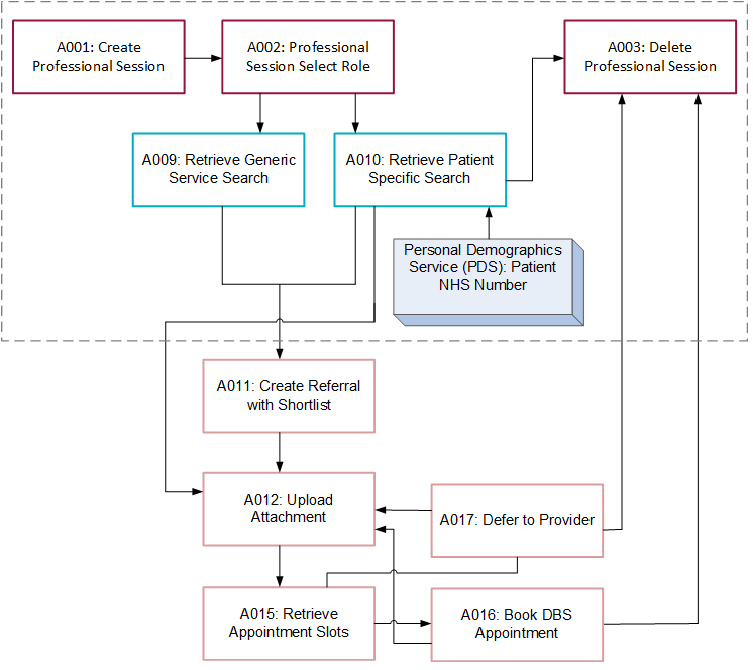 A001: Create
Professional Session
A002: Professional
Session Select Role
A003: Delete
Professional Session
A009: Retrieve Generic
Service Search
A010: Retrieve Patient
Specific Search
Personal Demographics
Service (PDS): Patient
NHS Number
A011: Create Referral
with Shortlist
A012: Upload
Attachment
A017: Defer to Provider
A015: Retrieve
Appointment Slots
A016: Book DBS
Appointment